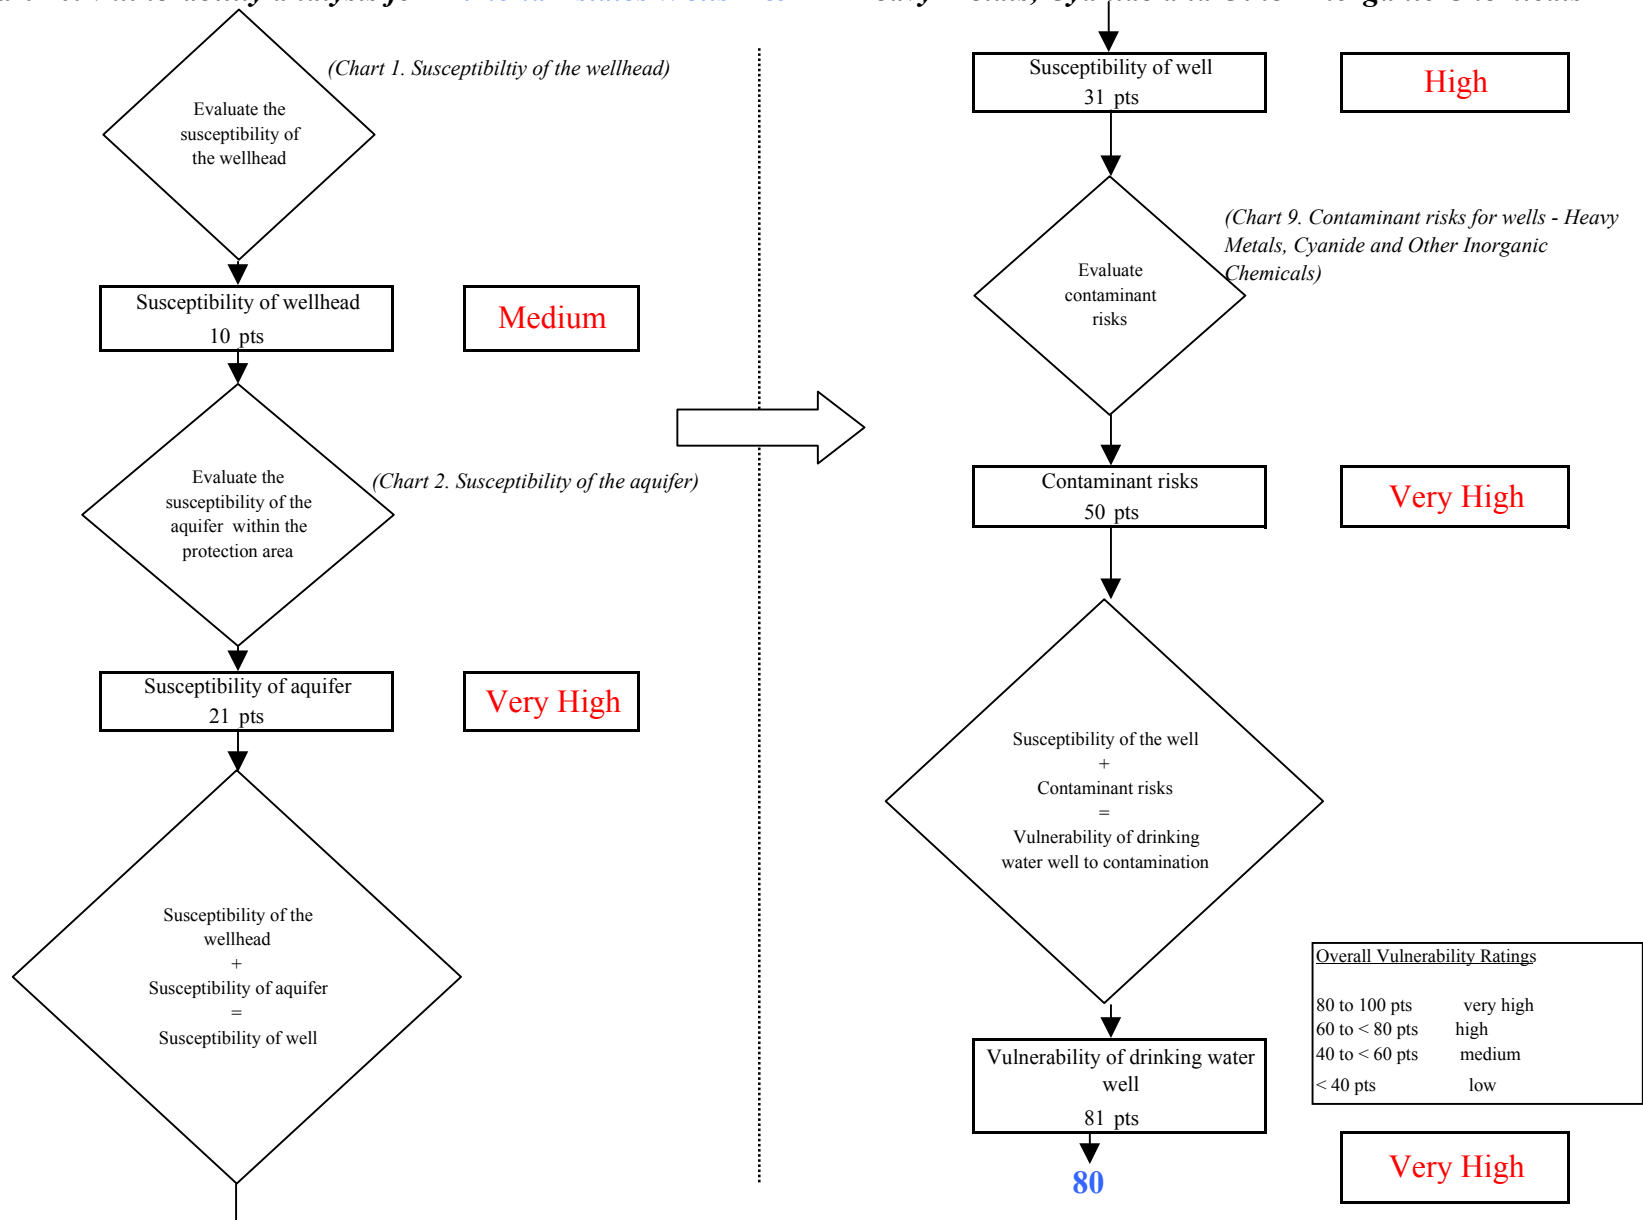 (Chart 1. Susceptibiltiy of the wellhead)
Evaluate the
susceptibility of
the wellhead
Susceptibility of wellhead
10 pts
Medium
Evaluate the
susceptibility of the
aquifer within the
protection area
(Chart 2. Susceptibility of the aquifer)
Susceptibility of aquifer
21 pts
Very High
Susceptibility of the
wellhead
+
Susceptibility of aquifer
=
Susceptibility of well
Susceptibility of well
31 pts
High
(Chart 9. Contaminant risks for wells - Heavy
Metals, Cyanide and Other Inorganic
Chemicals)
Evaluate
contaminant
risks
Contaminant risks
50 pts
Very High
Susceptibility of the well
+
Contaminant risks
=
Vulnerability of drinking
water well to contamination
Overall Vulnerability Ratings
80 to 100 pts very high
60 to < 80 pts high
40 to < 60 pts medium
< 40 pts low
Vulnerability of drinking water
well
81 pts
80
Very High